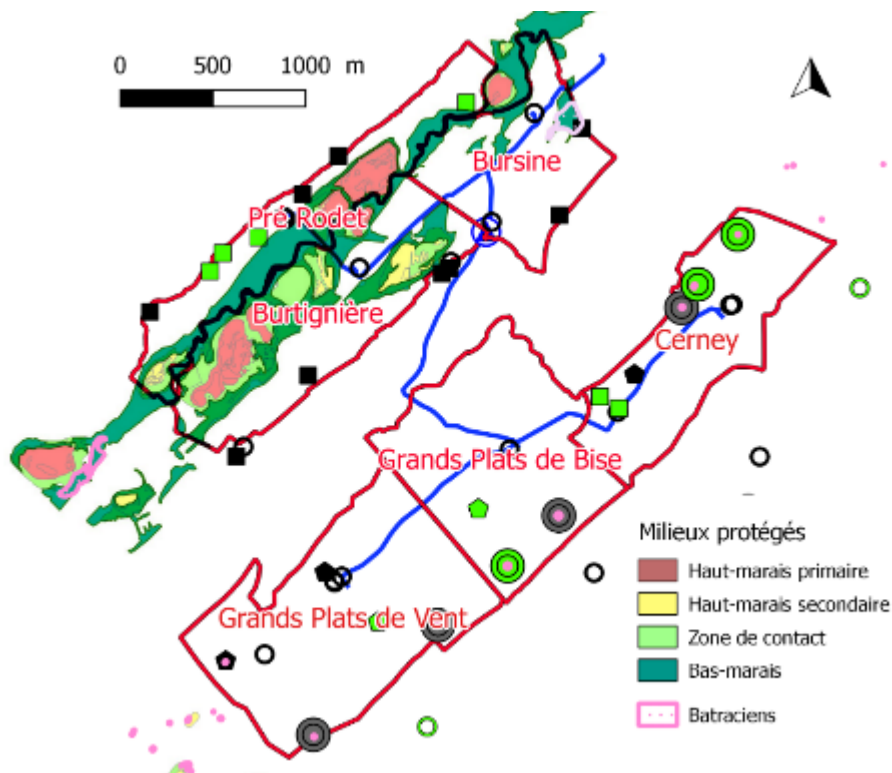 0 500 1000 m
Bursine
Pré Rodet
Burtignière
Cerney
Grands Plats de Bise
Grands Plats de Vent
Milieux protégés
Haut-marais primaire
Haut-marais secondaire
Zone de contact
Bas-marais
Batraciens